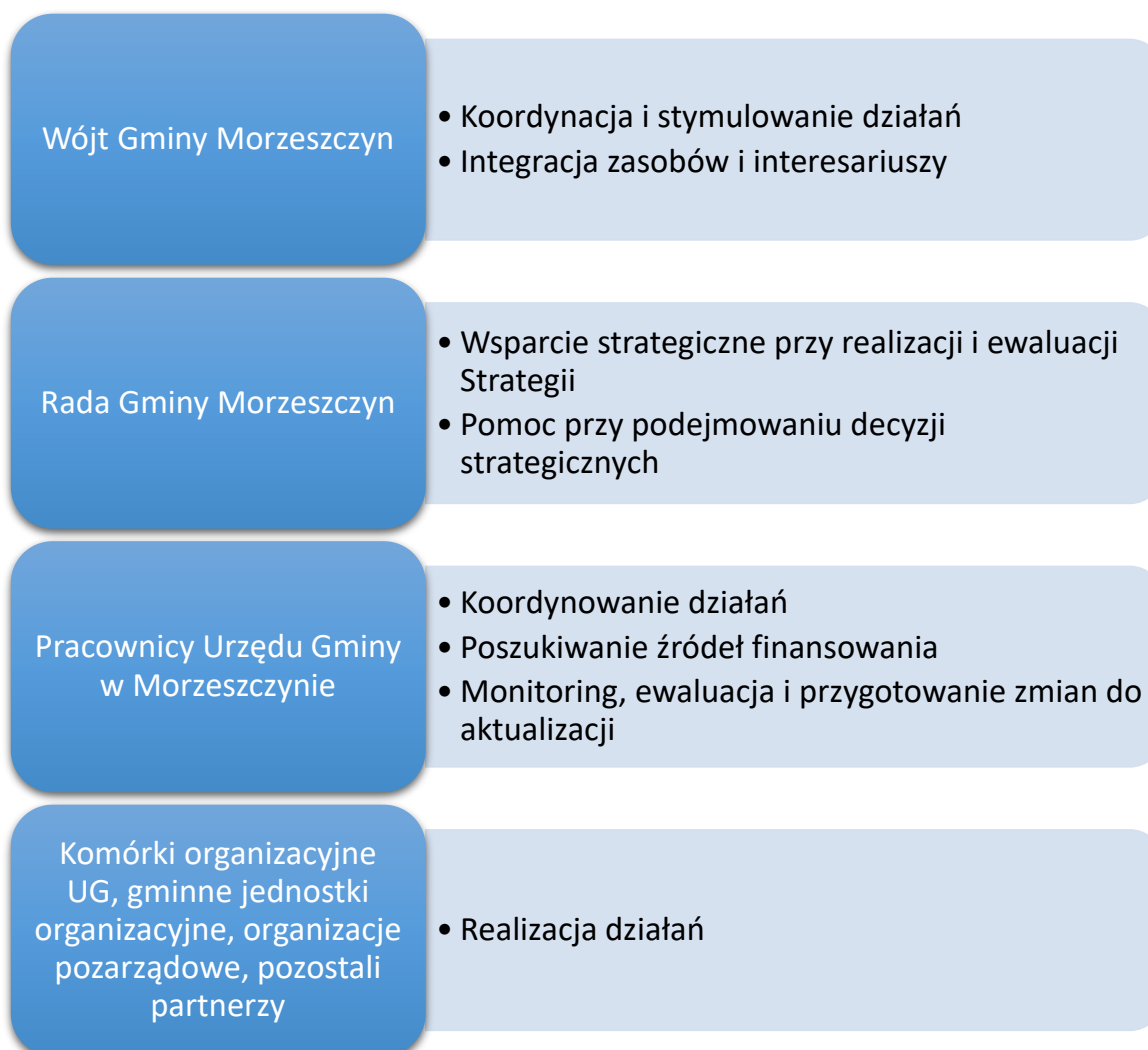 Wójt Gminy Morzeszczyn
• Koordynacja i stymulowanie działań
• Integracja zasobów i interesariuszy
Rada Gminy Morzeszczyn
• Wsparcie strategiczne przy realizacji i ewaluacji
Strategii
• Pomoc przy podejmowaniu decyzji
strategicznych
Pracownicy Urzędu Gminy
w Morzeszczynie
• Koordynowanie działań
• Poszukiwanie źródeł finansowania
• Monitoring, ewaluacja i przygotowanie zmian do
aktualizacji
Komórki organizacyjne
UG, gminne jednostki
organizacyjne, organizacje
pozarządowe, pozostali
partnerzy
• Realizacja działań